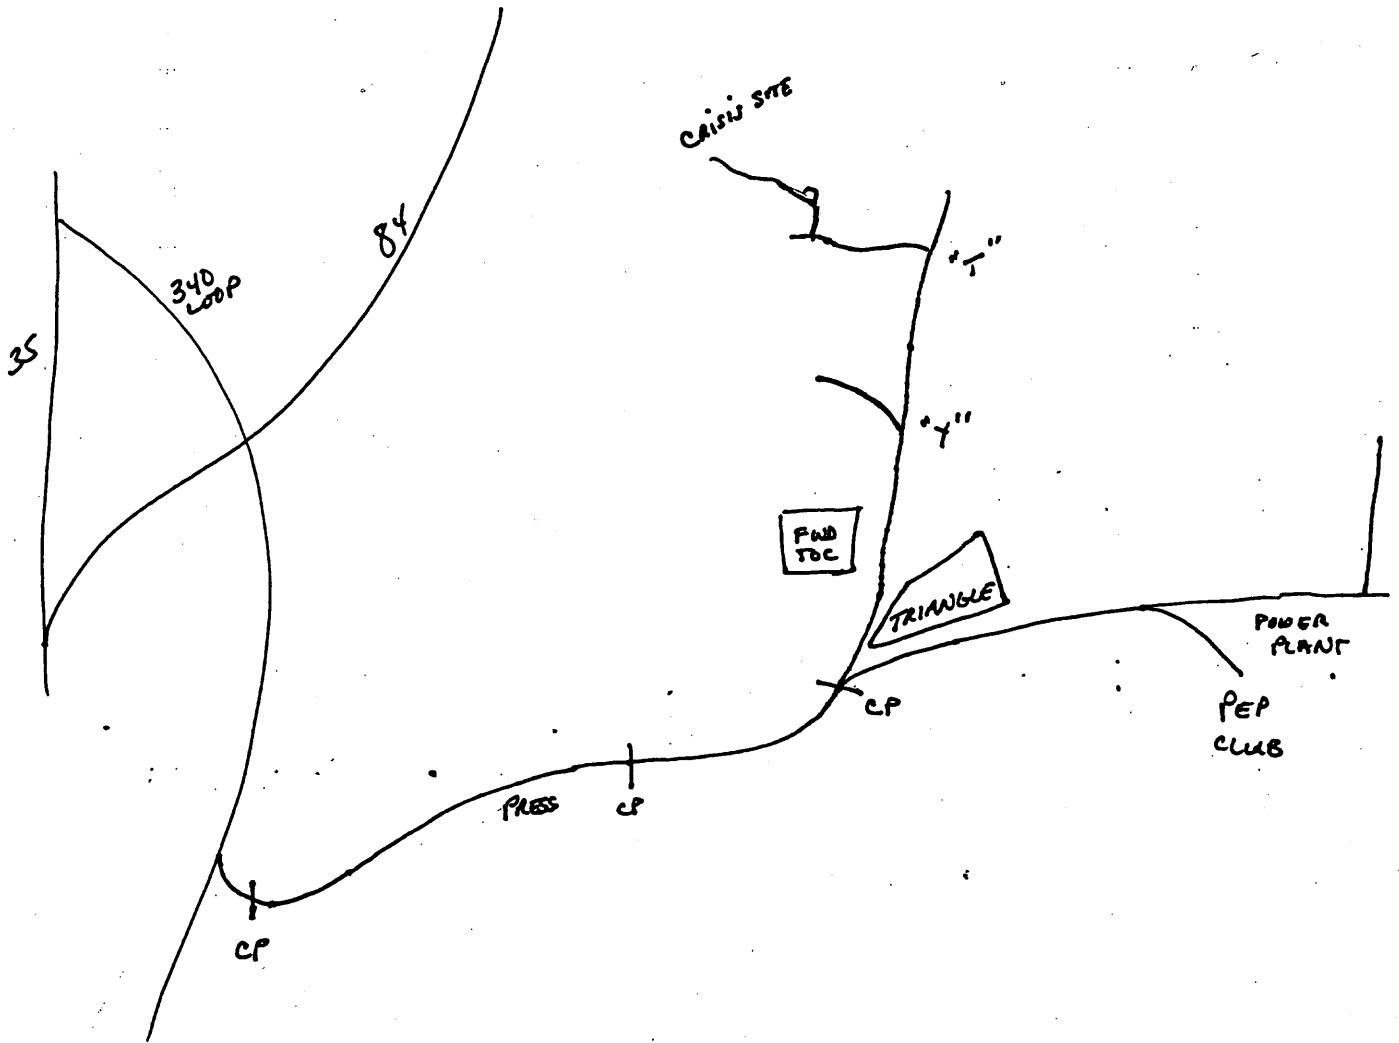 CRISIS SITE
84
"T"
340
LOOP
35
"Y"
FWD
TOC
TRIANGLE
POWER
PLANT
CP
PEP
CLUB
PRESS
CP
CP